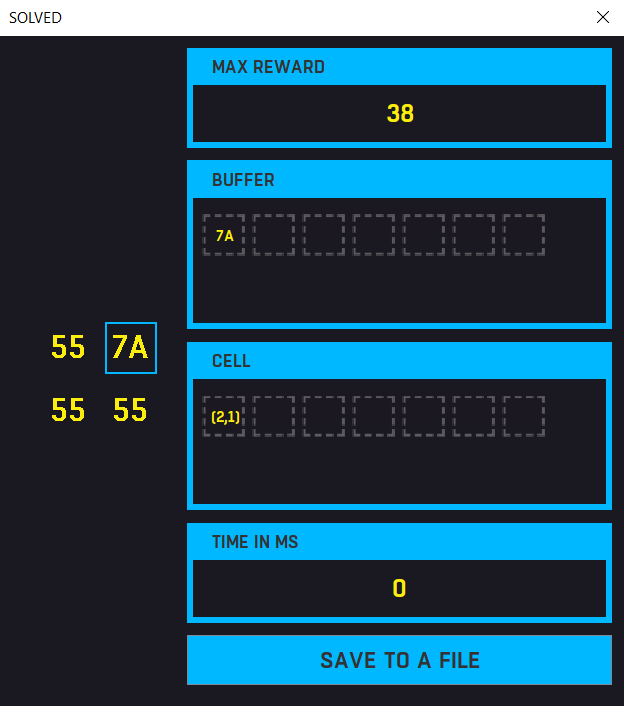 SOLVED
MAX REWARD
38
BUFFER
7A
55 7A
55 55
CELL
(2,1)
TIME IN MS
0
SAVE TO A FILE